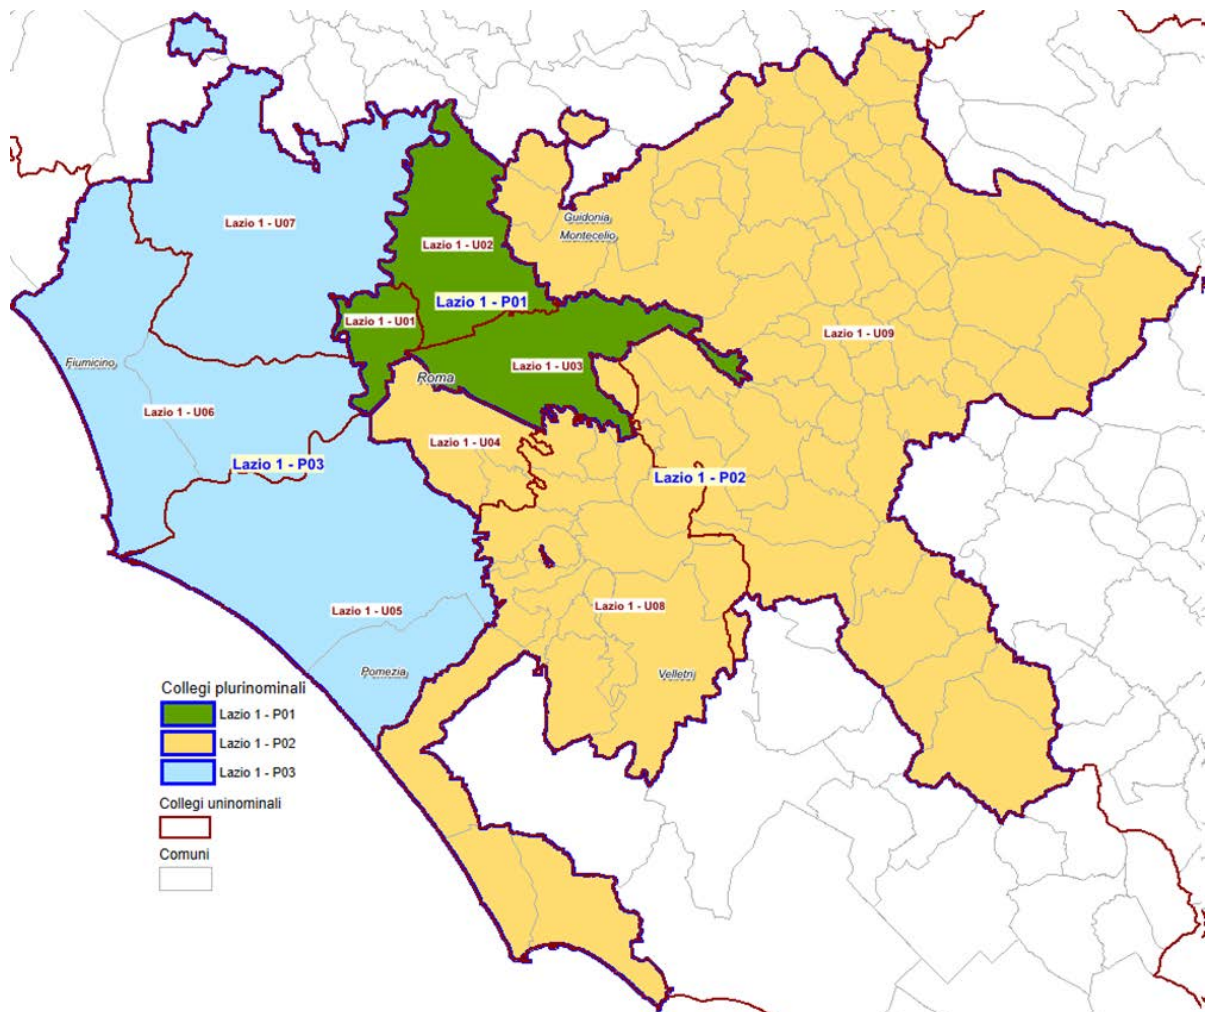 Lazio 1 - U07
Guidonia
Montecelio
Lazio 1 - U02
Lazio 1 - P01
Lazio 1 - U01
Lazio 1 - U09
Fiumicino
Lazio 1 - U03
Roma
Lazio 1 - U06
Lazio 1 - U04
Lazio 1 - P03
Lazio 1 - P02
Lazio 1 - U05
Lazio 1 - U08
Pomezia
Velletri
Collegi plurinominali
Lazio 1 - P01
Lazio 1 - P02
Lazio 1 - P03
Collegi uninominali
Comuni